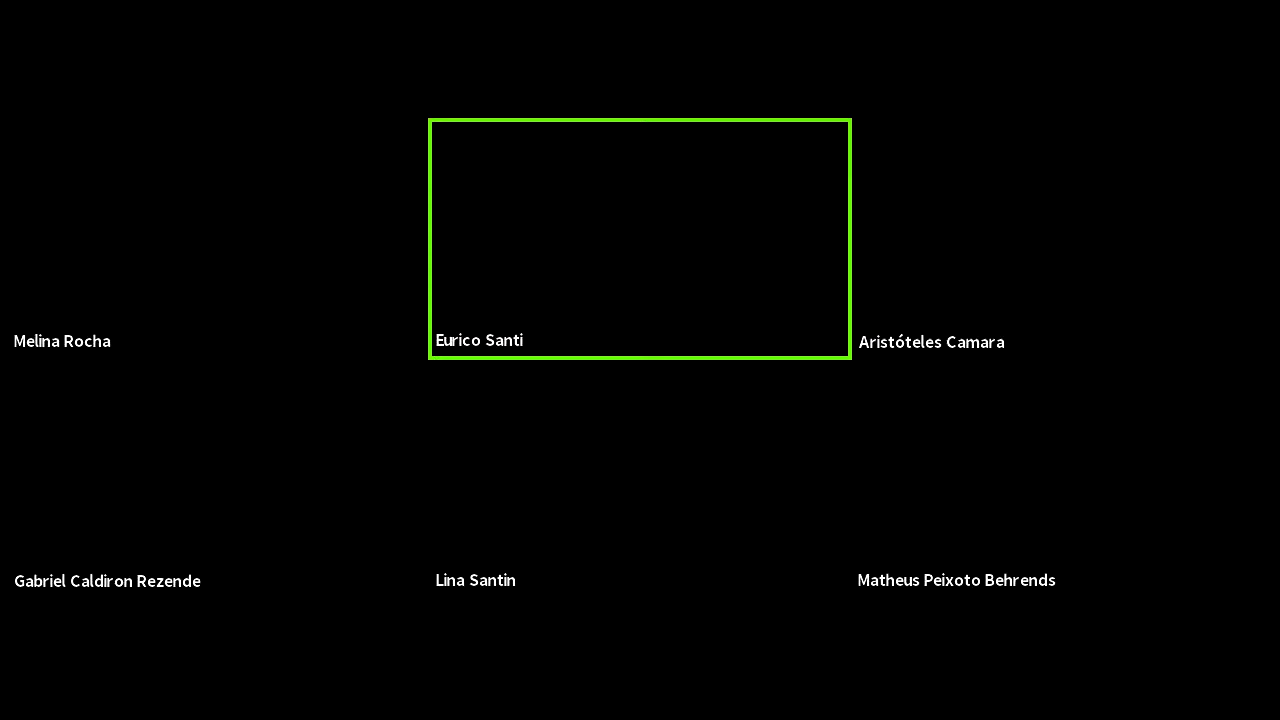 Melina Rocha
Eurico Santi
Aristóteles Camara
Gabriel Caldiron Rezende
Lina Santin
Matheus Peixoto Behrends